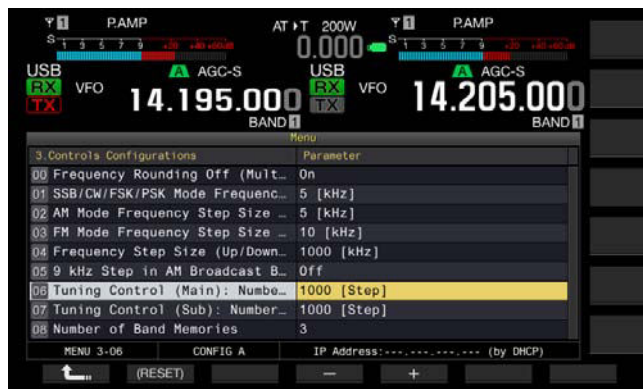 1 P.AMP AT T 200W 1 P.AMP
S 1 3 5 7 9 +20 +40 +60dB 0.000 S 1 3 5 7 9 +20 +40 +60dB
USB A AGC-S USB A AGC-S
RX VFO 14.195.000 RX VFO 14.205.000
TX TX
BAND 1 BAND 1
Menu
3.Controls Configurations Parameter
00 Frequency Rounding Off (Mult… On
01 SSB/CW/FSK/PSK Mode Frequenc… 5 [kHz]
02 AM Mode Frequency Step Size … 5 [kHz]
03 FM Mode Frequency Step Size … 10 [kHz]
04 Frequency Step Size (Up/Down… 1000 [kHz]
05 9 kHz Step in AM Broadcast B… Off
06 Tuning Control (Main): Numbe… 1000 [Step]
07 Tuning Control (Sub): Number… 1000 [Step]
08 Number of Band Memories 3
MENU 3-06 CONFIG A IP Address:---.---.---.--- (by DHCP)
(RESET) − +